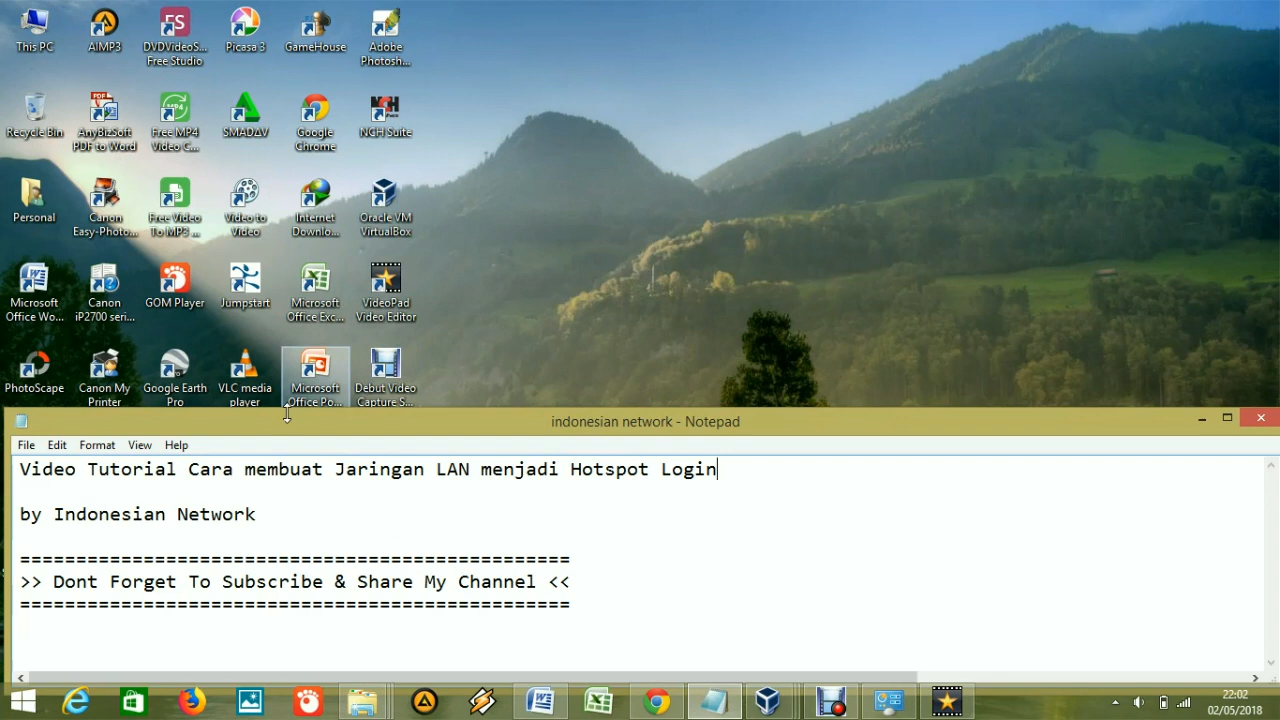 This PC
AIMP3
DVDVideoS... Free Studio
Picasa 3
GameHouse
Adobe Photosh...
Recycle Bin
AnyBizSoft PDF to Word
Free MP4 Video C...
SMADΔV
Google Chrome
NCH Suite
Personal
Canon Easy-Photo...
Free Video To MP3 ...
Video to Video
Internet Downlo...
Oracle VM VirtualBox
Microsoft Office Wo...
Canon iP2700 seri...
GOM Player
Jumpstart
Microsoft Office Exc...
VideoPad Video Editor
PhotoScape
Canon My Printer
Google Earth Pro
VLC media player
Microsoft Office Po...
Debut Video Capture S...
indonesian network - Notepad
File Edit Format View Help
Video Tutorial Cara membuat Jaringan LAN menjadi Hotspot Login
by Indonesian Network
=================================================
>> Dont Forget To Subscribe & Share My Channel <<
=================================================
22:02
02/05/2018